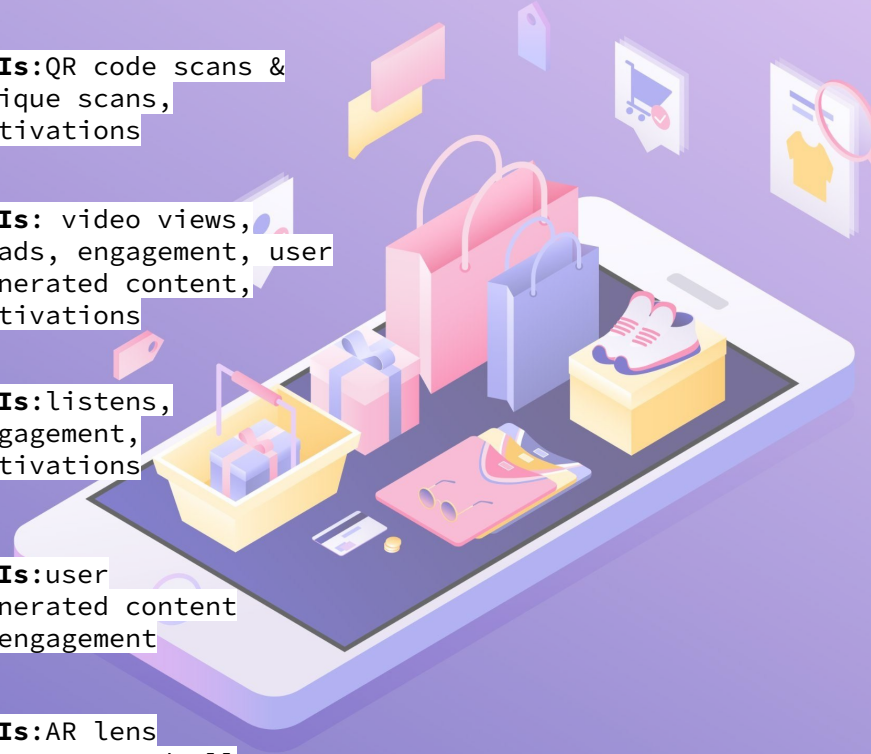 Is:QR code scans &
ique scans,
tivations
Is: video views,
ads, engagement, user
nerated content,
tivations
Is:listens,
gagement,
tivations
Is:user
nerated content
engagement
Is:AR lens